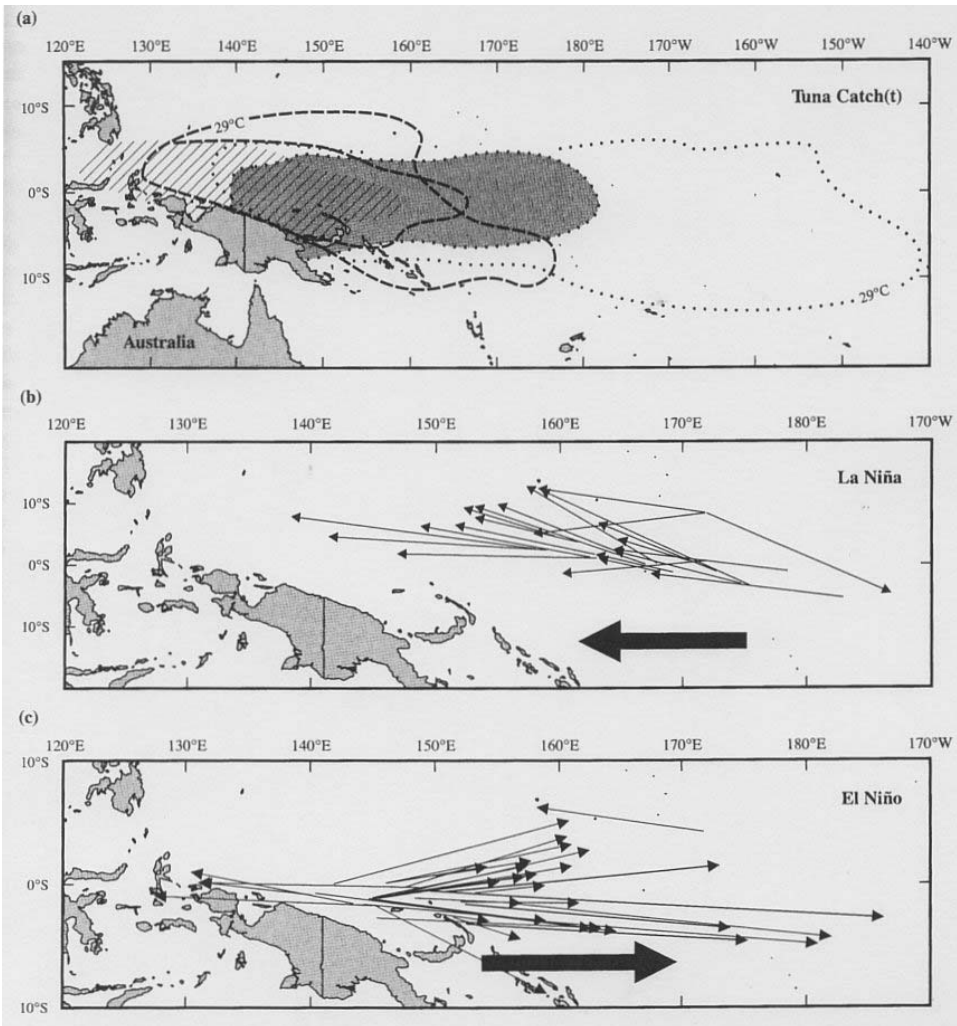 (a)
120°E 130°E 140°E 150°E 160°E 170°E 180°E 170°W 160°W 150°W 140°W
Tuna Catch(t)
10°S
29°C
0°S
10°S
29°C
Australia
(b)
120°E 130°E 140°E 150°E 160°E 170°E 180°E 170°W
La Niña
10°S
0°S
10°S
(c)
120°E 130°E 140°E 150°E 160°E 170°E 180°E 170°W
10°S
El Niño
0°S
10°S